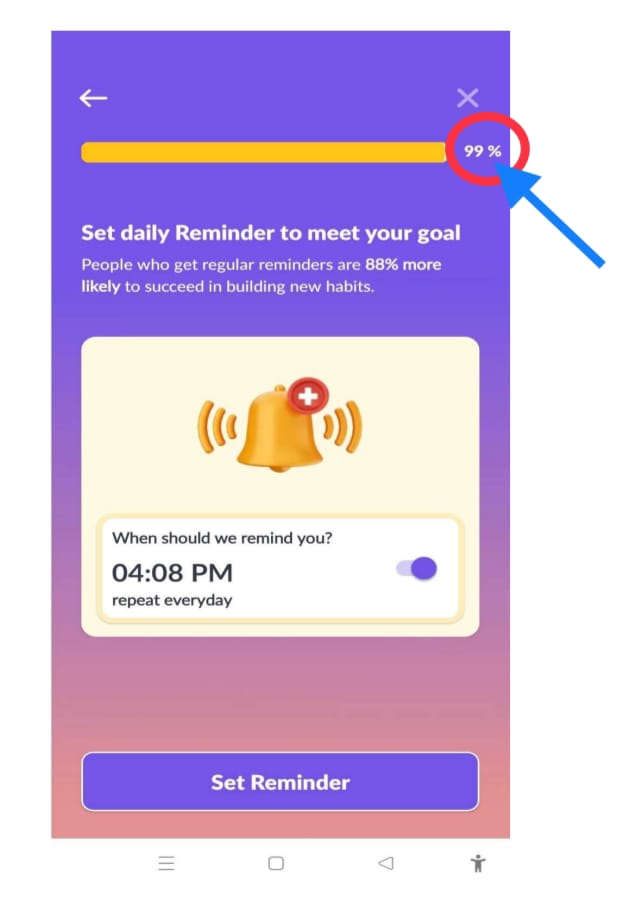 99 %
Set daily Reminder to meet your goal
People who get regular reminders are 88% more
likely to succeed in building new habits.
When should we remind you?
04:08 PM
repeat everyday
Set Reminder